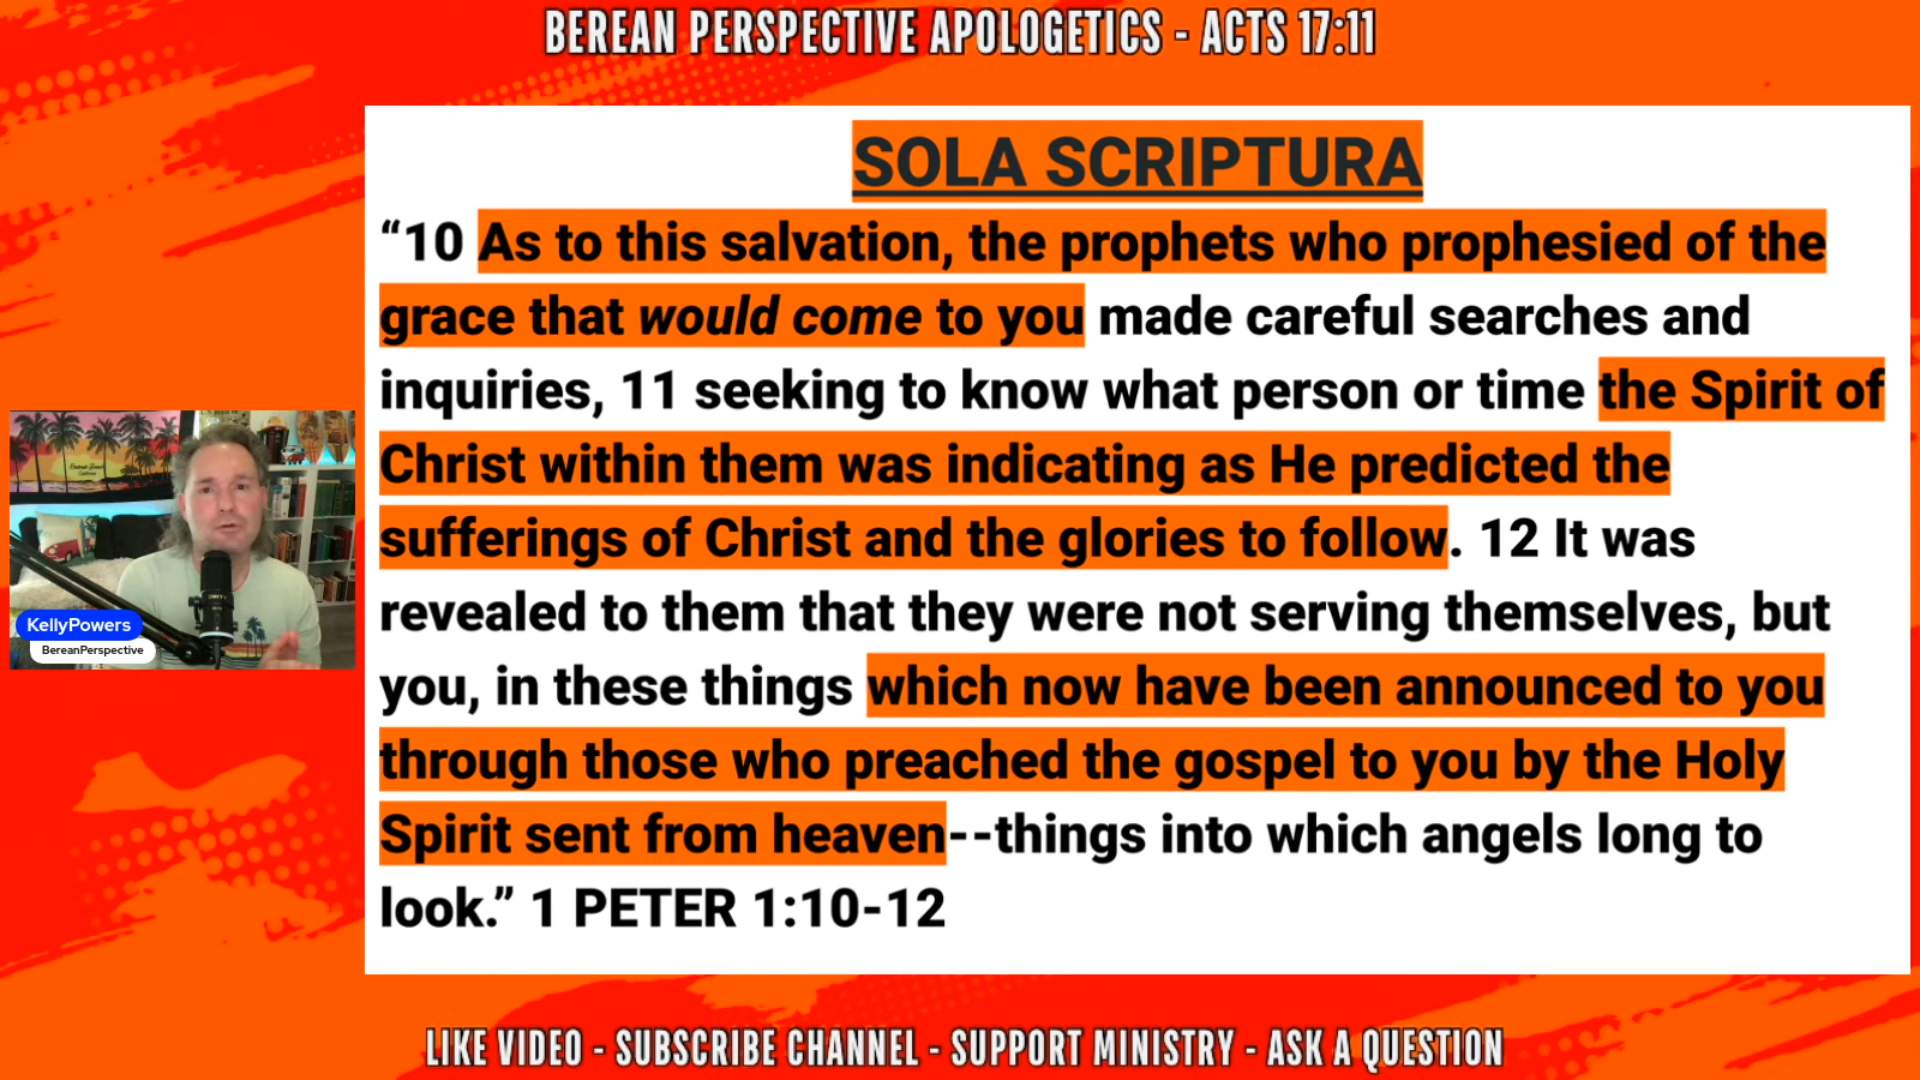 BEREAN PERSPECTIVE APOLOGETICS - ACTS 17:11
SOLA SCRIPTURA
“10 As to this salvation, the prophets who prophesied of the
grace that would come to you made careful searches and
inquiries, 11 seeking to know what person or time the Spirit of
Christ within them was indicating as He predicted the
sufferings of Christ and the glories to follow. 12 It was
revealed to them that they were not serving themselves, but
you, in these things which now have been announced to you
through those who preached the gospel to you by the Holy
Spirit sent from heaven--things into which angels long to
look.” 1 PETER 1:10-12
KellyPowers
BereanPerspective
LIKE VIDEO - SUBSCRIBE CHANNEL - SUPPORT MINISTRY - ASK A QUESTION